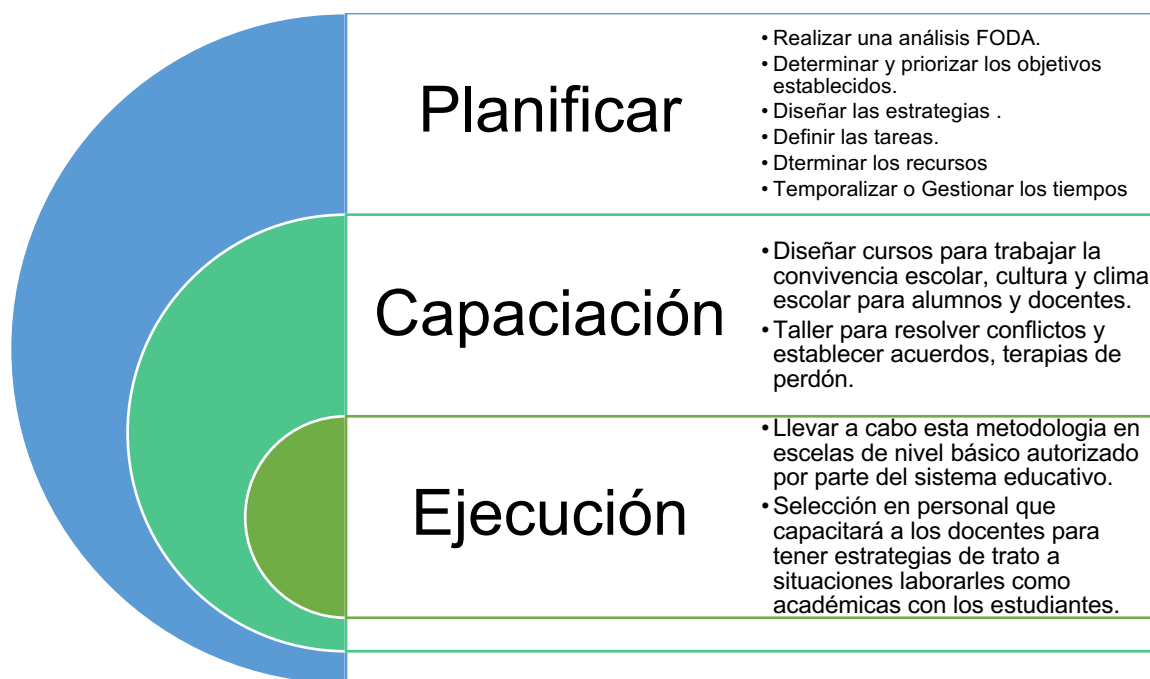 Planificar
• Realizar una análisis FODA.
• Determinar y priorizar los objetivos
establecidos.
• Diseñar las estrategias .
• Definir las tareas.
• Dterminar los recursos
• Temporalizar o Gestionar los tiempos
Capaciación
• Diseñar cursos para trabajar la
convivencia escolar, cultura y clima
escolar para alumnos y docentes.
• Taller para resolver conflictos y
establecer acuerdos, terapias de
perdón.
Ejecución
• Llevar a cabo esta metodologia en
escelas de nivel básico autorizado
por parte del sistema educativo.
• Selección en personal que
capacitará a los docentes para
tener estrategias de trato a
situaciones laborarles como
académicas con los estudiantes.